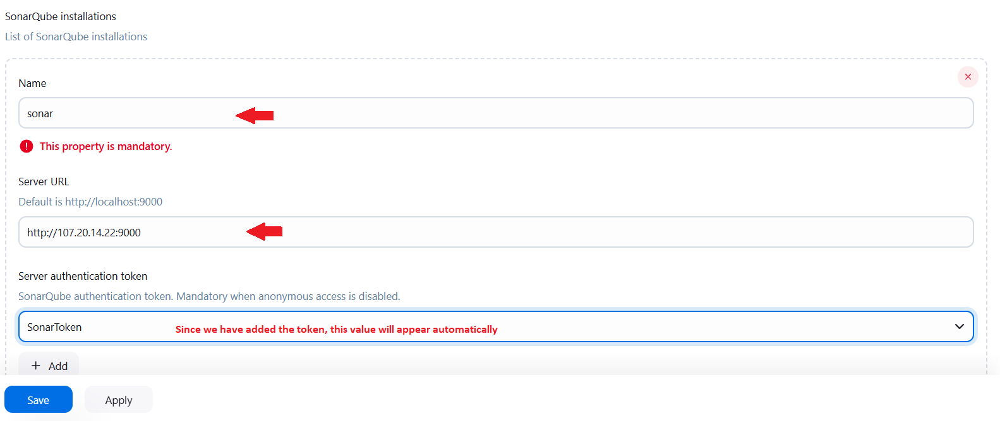 SonarQube installations
List of SonarQube installations
Name
sonar
This property is mandatory.
Server URL
Default is http://localhost:9000
http://107.20.14.22:9000
Server authentication token
SonarQube authentication token. Mandatory when anonymous access is disabled.
SonarToken Since we have added the token, this value will appear automatically
+ Add
Save Apply